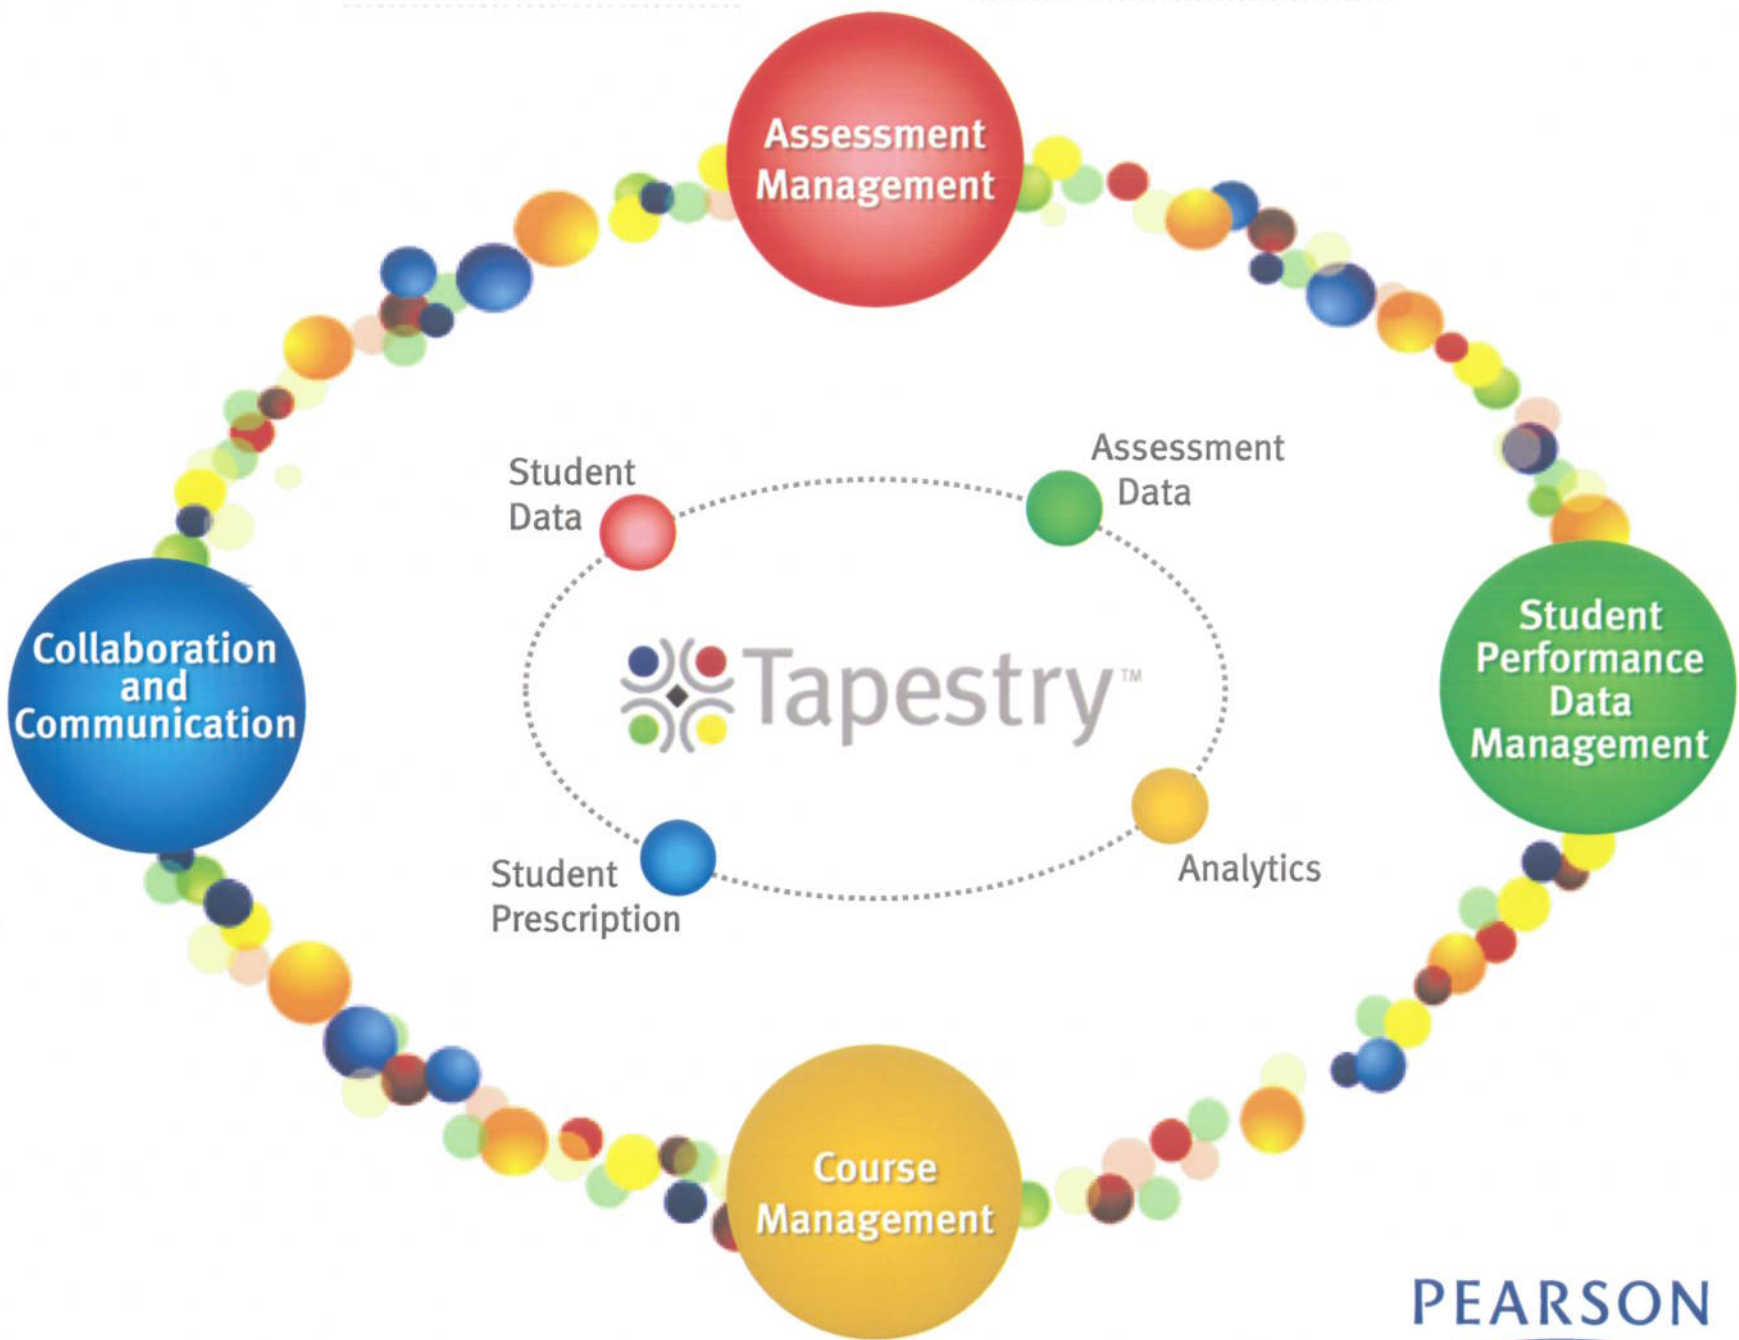 Assessment
Management
Student
Data
Assessment
Data
Collaboration
and
Communication
Tapestry™
Student
Performance
Data
Management
Student
Prescription
Analytics
Course
Management
PEARSON